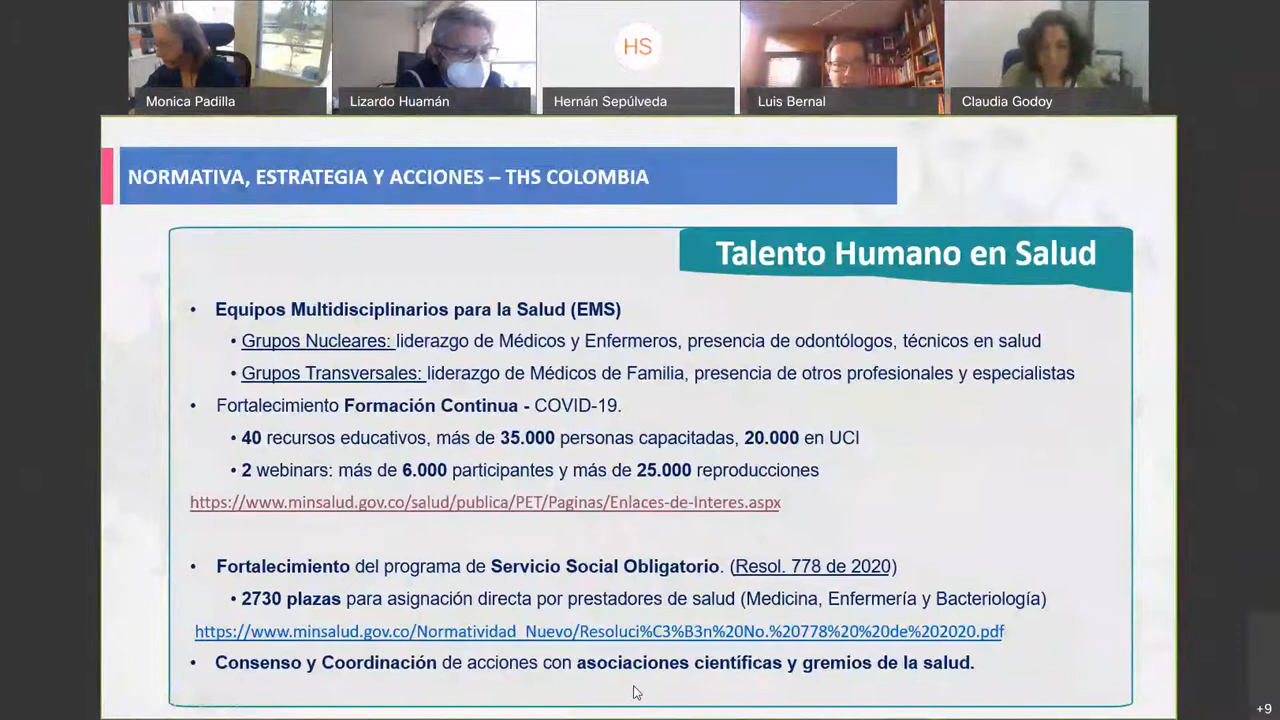 HS
Monica Padilla
Lizardo Huamán
Hernán Sepúlveda
Luis Bernal
Claudia Godoy
NORMATIVA, ESTRATEGIA Y ACCIONES – THS COLOMBIA
Talento Humano en Salud
• Equipos Multidisciplinarios para la Salud (EMS)
• Grupos Nucleares: liderazgo de Médicos y Enfermeros, presencia de odontólogos, técnicos en salud
• Grupos Transversales: liderazgo de Médicos de Familia, presencia de otros profesionales y especialistas
• Fortalecimiento Formación Continua - COVID-19.
• 40 recursos educativos, más de 35.000 personas capacitadas, 20.000 en UCI
• 2 webinars: más de 6.000 participantes y más de 25.000 reproducciones
https://www.minsalud.gov.co/salud/publica/PET/Paginas/Enlaces-de-Interes.aspx
• Fortalecimiento del programa de Servicio Social Obligatorio. (Resol. 778 de 2020)
• 2730 plazas para asignación directa por prestadores de salud (Medicina, Enfermería y Bacteriología)
https://www.minsalud.gov.co/Normatividad_Nuevo/Resoluci%C3%B3n%20No.%20778%20%20de%202020.pdf
• Consenso y Coordinación de acciones con asociaciones científicas y gremios de la salud.
+9